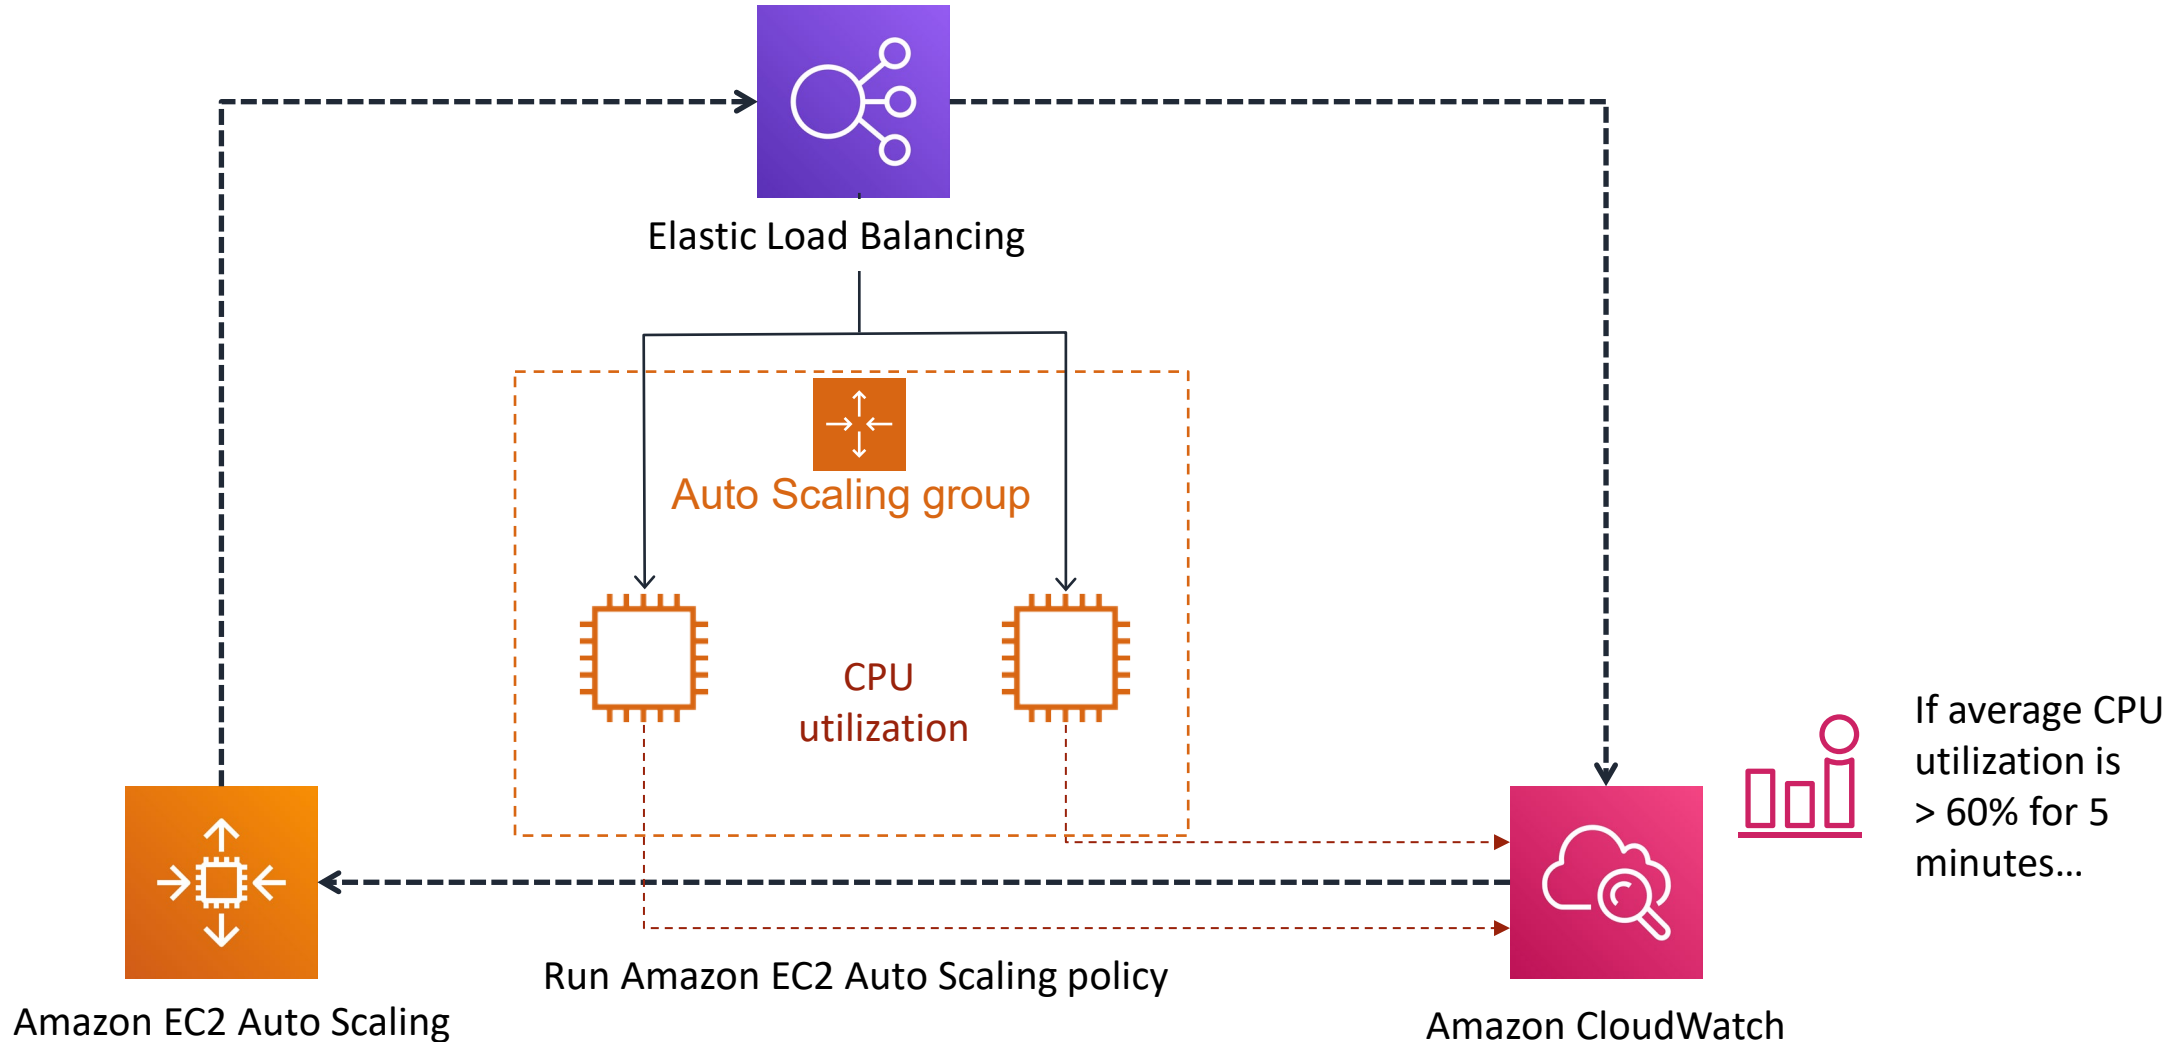 Elastic Load Balancing
Auto Scaling group
CPU
utilization
If average CPU
utilization is
> 60% for 5
minutes…
Run Amazon EC2 Auto Scaling policy
Amazon EC2 Auto Scaling
Amazon CloudWatch